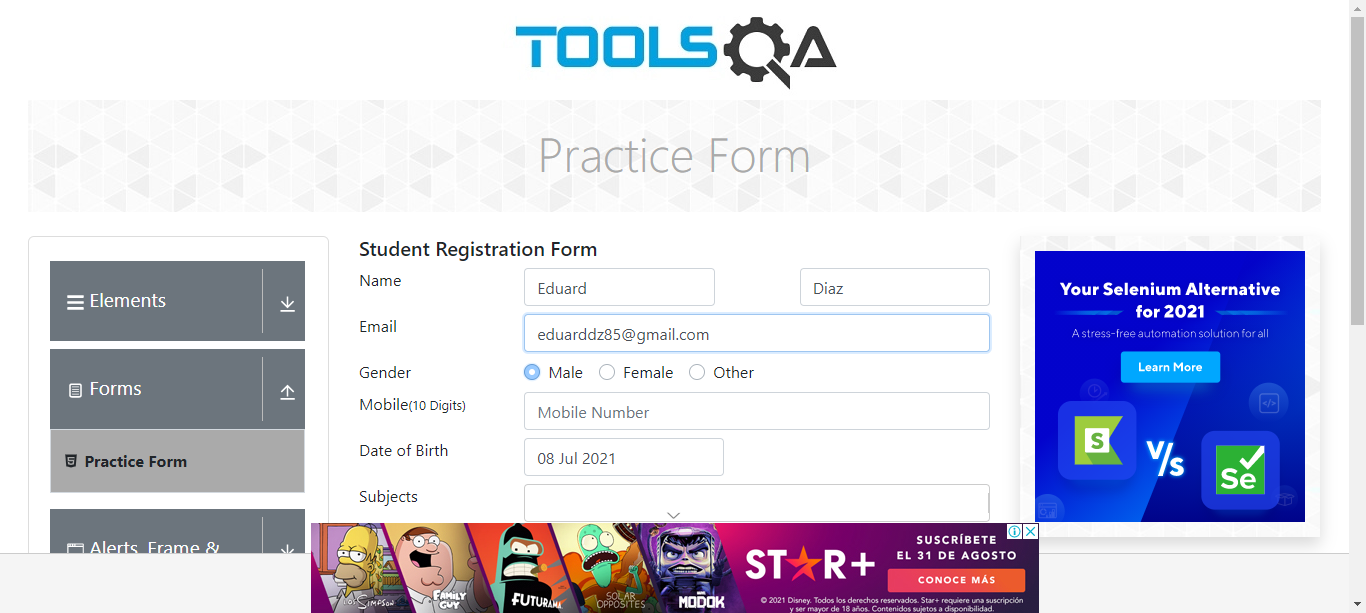 TOOLSQA
Practice Form
Elements
Forms
Practice Form
Alerts, Frame &
Student Registration Form
Name
Eduard
Diaz
Email
eduarddz85@gmail.com
Gender
Male
Female
Other
Mobile(10 Digits)
Mobile Number
Date of Birth
08 Jul 2021
Subjects
Your Selenium Alternative
for 2021
A stress-free automation solution for all
Learn More
S
V/s
Se
LOS SIMPSON
FAMILY
GUY
FUTURAMA
SOLAR
OPPOSITES
MODOK
STAR+
SUSCRÍBETE
EL 31 DE AGOSTO
CONOCE MÁS
© 2021 Disney. Todos los derechos reservados. Star+ requiere una suscripción
y ser mayor de 18 años. Contenidos sujetos a disponibilidad.